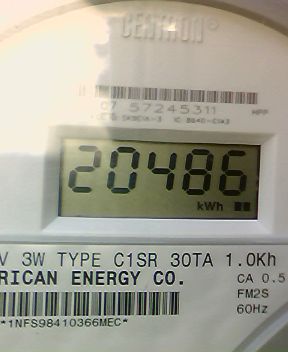 CENTRON®
07 57245311
20486
kWh
V 3W TYPE C1SR 30TA 1.0Kh
RICAN ENERGY CO.
CA 0.5
FM2S
60Hz
*1NFS98410366MEC*